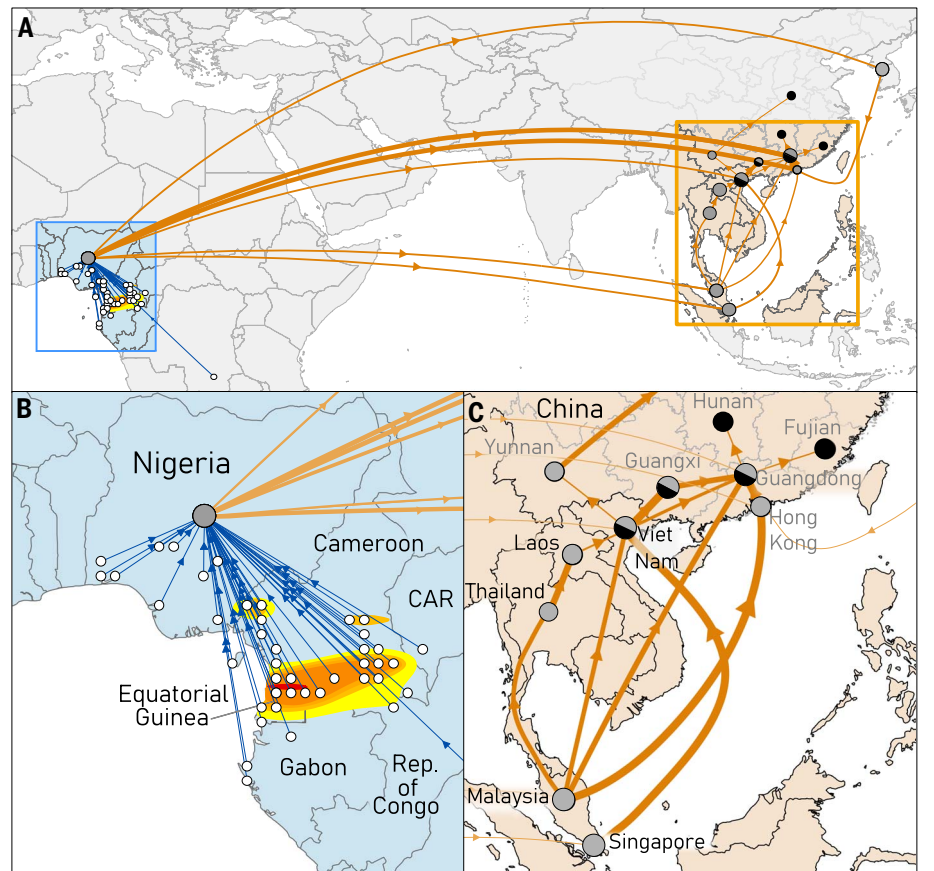 A
B
Nigeria
Cameroon
CAR
Equatorial
Guinea
Gabon
Rep.
of
Congo
C
China
Hunan
Fujian
Yunnan
Guangxi
Guangdong
Hong
Kong
Viet
Nam
Laos
Thailand
Malaysia
Singapore